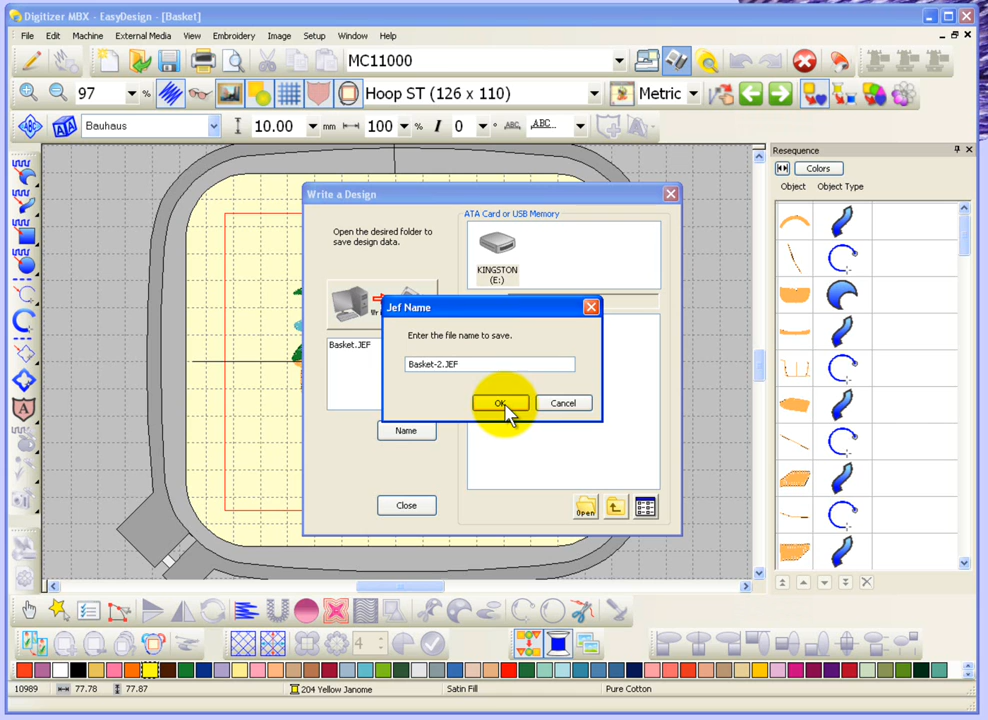 Digitizer MBX - EasyDesign - [Basket]
File Edit Machine External Media View Embroidery Image Setup Window Help
MC11000
97 % Hoop ST (126 x 110) Metric
ABC Bauhaus 10.00 mm 100 % I 0 ° ABC ABC...
Resequence
Colors
Object Object Type
Write a Design
Open the desired folder to
save design data.
ATA Card or USB Memory
KINGSTON
(E:)
Basket.JEF
Jef Name
Enter the file name to save.
Basket-2.JEF
OK Cancel
Name
Close
Open
4
10989 77.78 77.87 204 Yellow Janome Satin Fill Pure Cotton